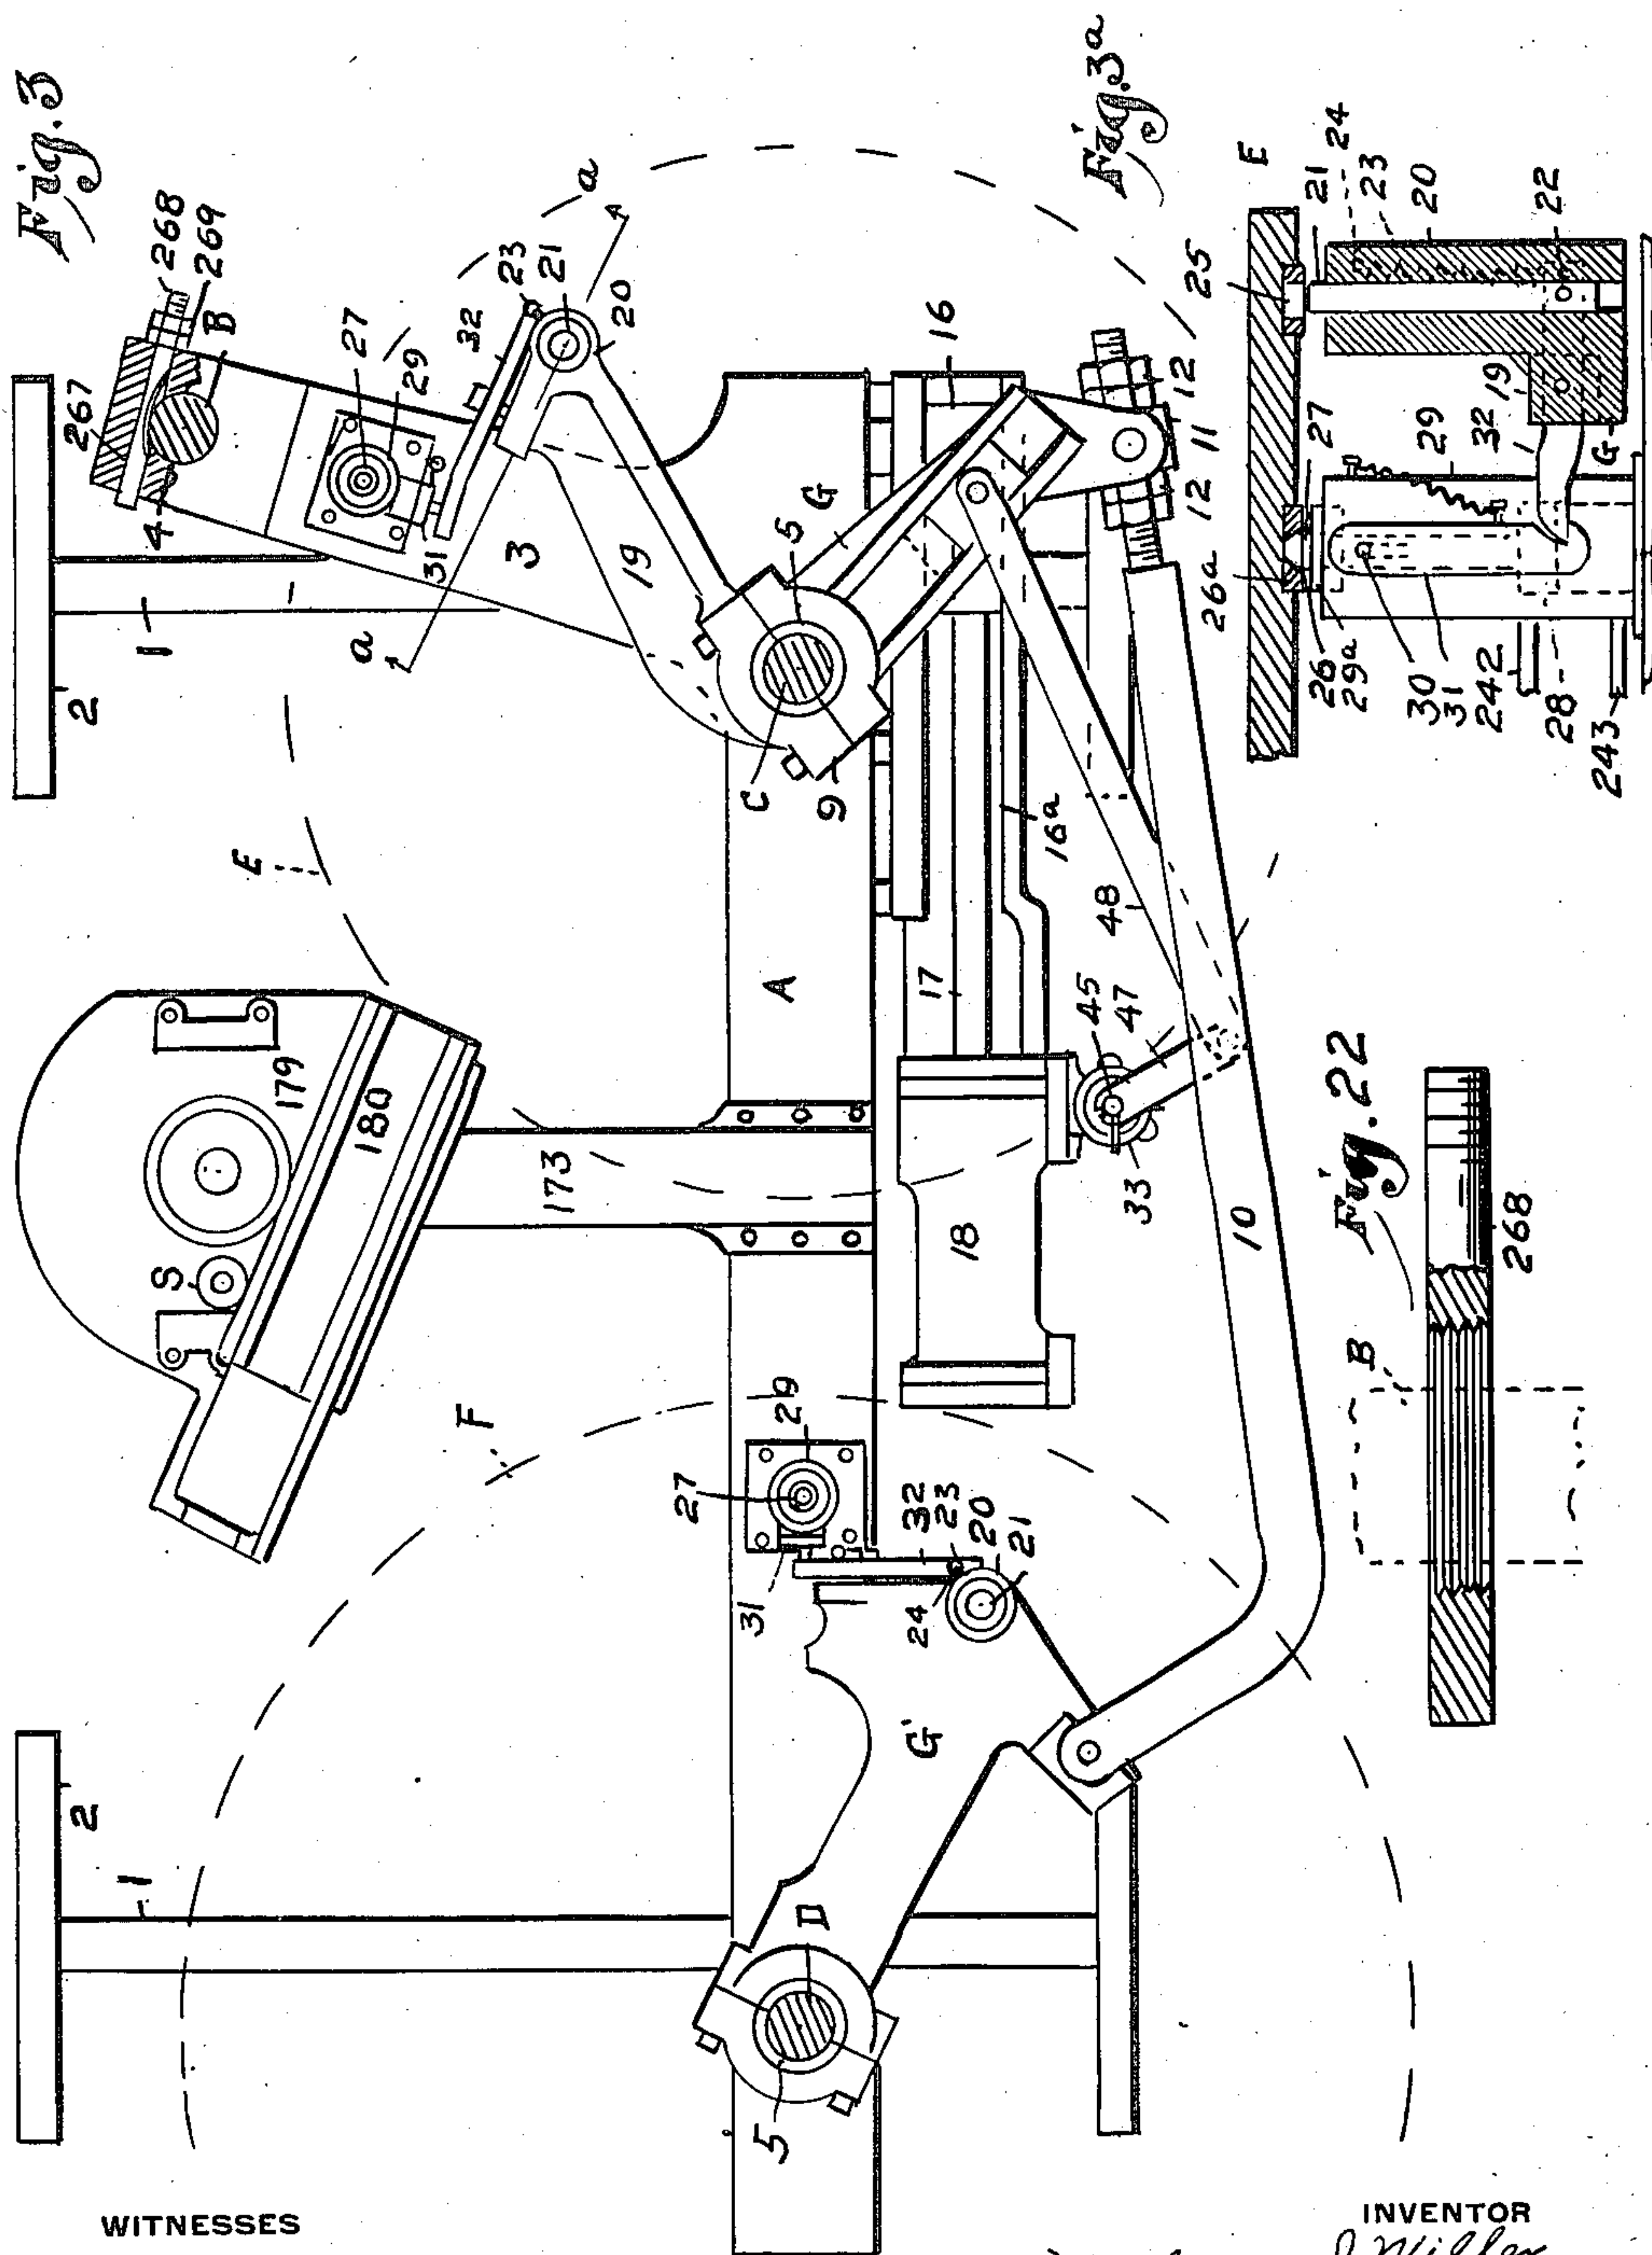 Fig. 3
268
269
B
267
4
27
29
31
3
32
23
21
20
a
a
19
1
2
5
C
9
G
16
12
11
12
E
A
17
16a
48
179
180
S
173
18
45
47
33
10
F
27
29
31
32
23
20
21
24
G'
2
1
D
5
Fig. 3a
E
24
21
23
20
25
22
19
27
29
32
G
26a
26
29a
30
31
242
28
243
Fig. 22
B
268
WITNESSES
INVENTOR